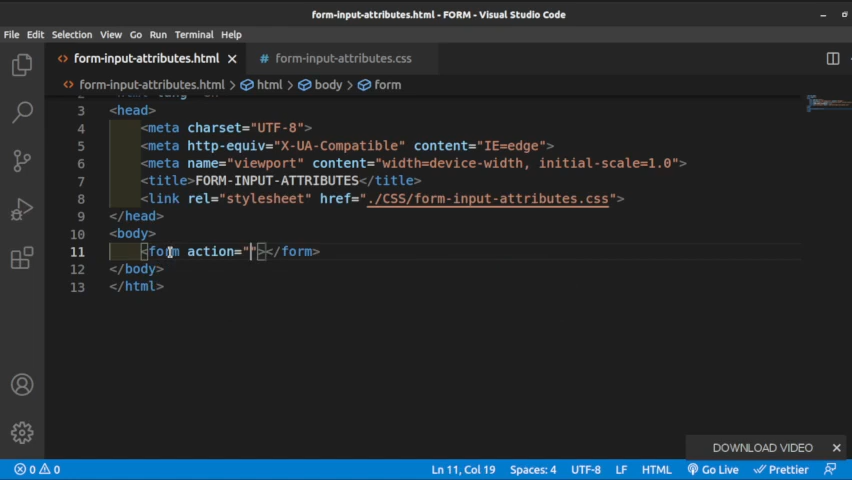 form-input-attributes.html - FORM - Visual Studio Code
File Edit Selection View Go Run Terminal Help
form-input-attributes.html # form-input-attributes.css
form-input-attributes.html > html > body > form
3 <head>
4 <meta charset="UTF-8">
5 <meta http-equiv="X-UA-Compatible" content="IE=edge">
6 <meta name="viewport" content="width=device-width, initial-scale=1.0">
7 <title>FORM-INPUT-ATTRIBUTES</title>
8 <link rel="stylesheet" href="./CSS/form-input-attributes.css">
9 </head>
10 <body>
11 <form action=""></form>
12 </body>
13 </html>
DOWNLOAD VIDEO
0 0 Ln 11, Col 19 Spaces: 4 UTF-8 LF HTML Go Live Prettier